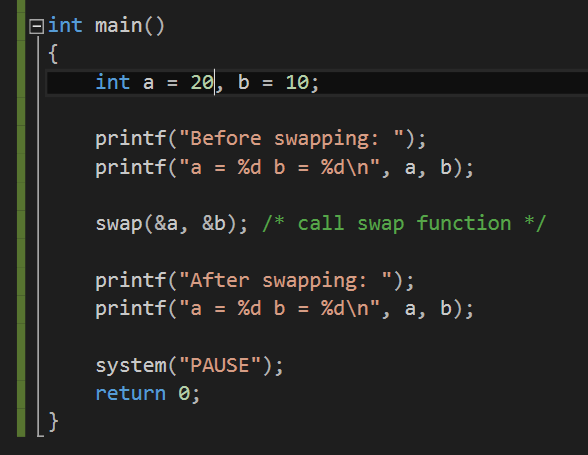 int main()
{
int a = 20, b = 10;
printf("Before swapping: ");
printf("a = %d b = %d\n", a, b);
swap(&a, &b); /* call swap function */
printf("After swapping: ");
printf("a = %d b = %d\n", a, b);
system("PAUSE");
return 0;
}